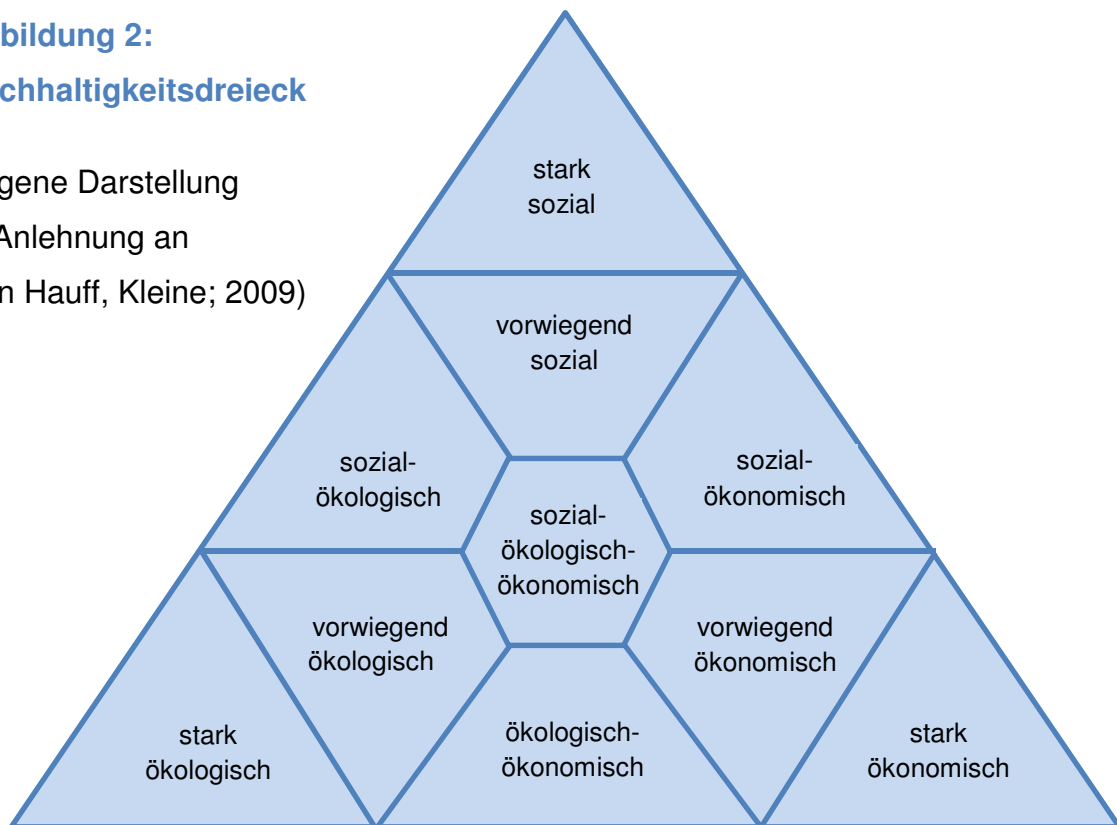 bildung 2:
chhaltigkeitsdreieck
gene Darstellung
Anlehnung an
n Hauff, Kleine; 2009)
stark
sozial
vorwiegend
sozial
sozial-
ökologisch
sozial-
ökonomisch
sozial-
ökologisch-
ökonomisch
vorwiegend
ökologisch
vorwiegend
ökonomisch
stark
ökologisch
ökologisch-
ökonomisch
stark
ökonomisch